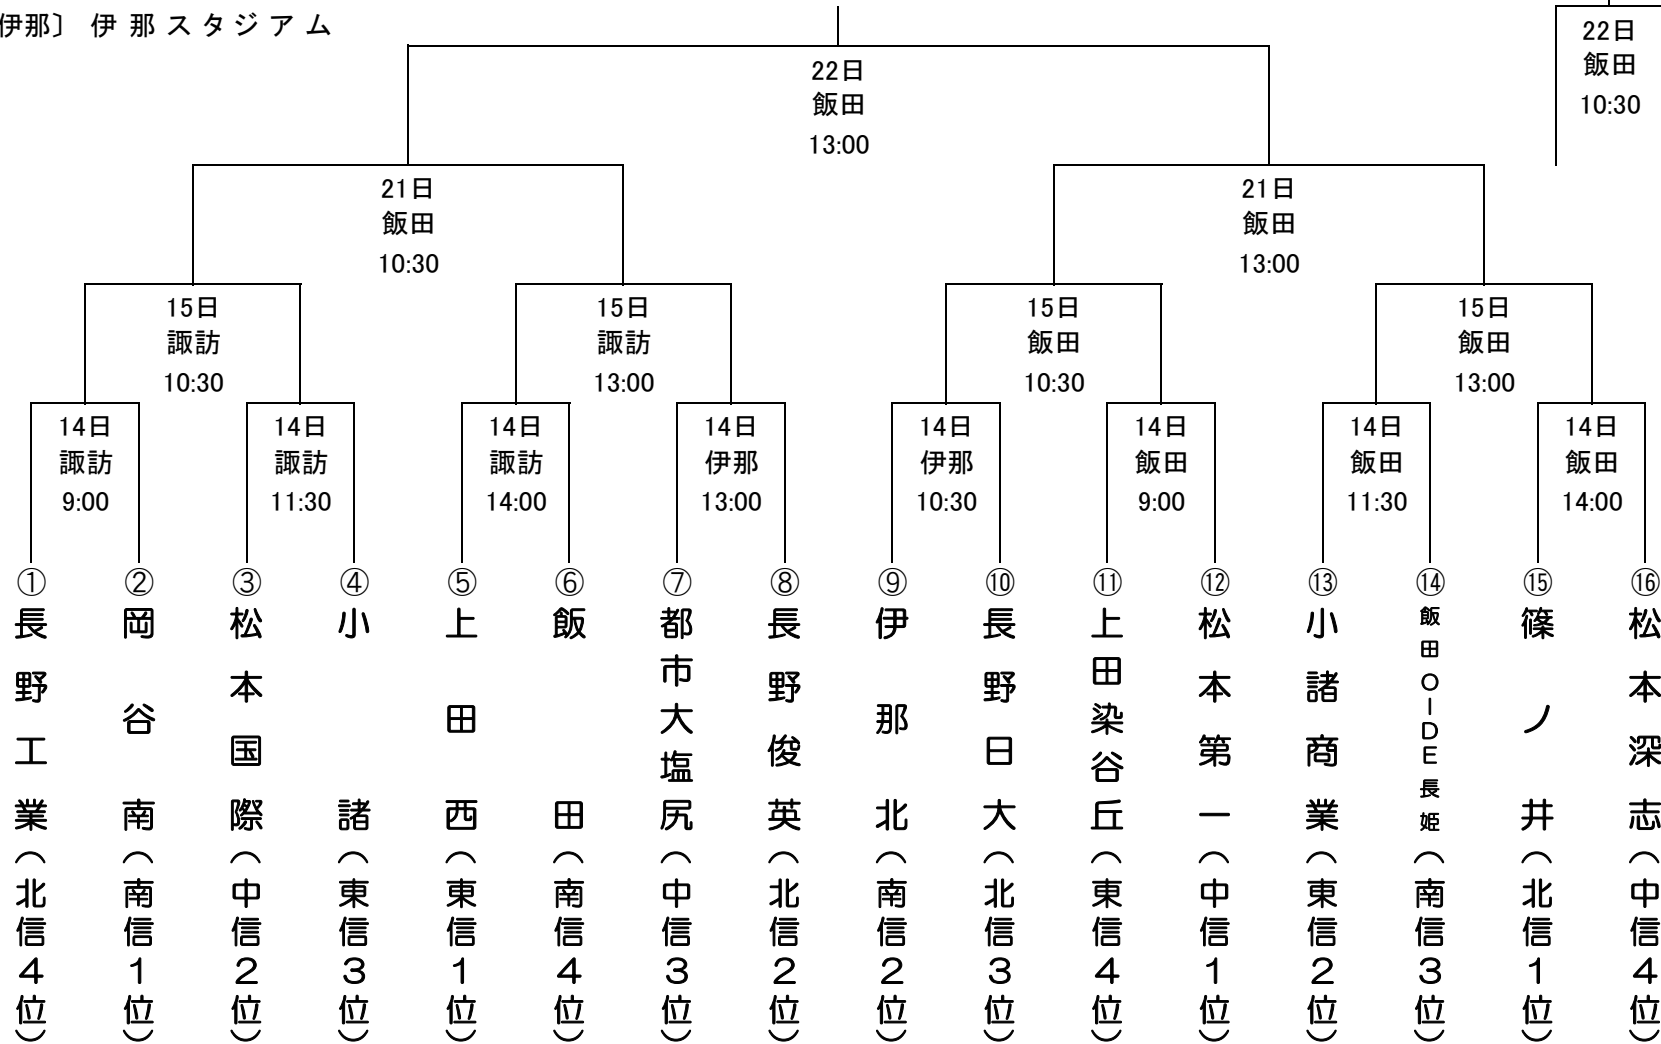 伊那〕 伊 那 ス タ ジ ア ム
22日
飯田
10:30
22日
飯田
13:00
21日
飯田
10:30
21日
飯田
13:00
15日
諏訪
10:30
15日
諏訪
13:00
15日
飯田
10:30
15日
飯田
13:00
14日
諏訪
9:00
14日
諏訪
11:30
14日
諏訪
14:00
14日
伊那
13:00
14日
伊那
10:30
14日
飯田
9:00
14日
飯田
11:30
14日
飯田
14:00
①長野工業(北信4位)
②岡谷南(南信1位)
③松本国際(中信2位)
④小諸(東信3位)
⑤上田西(東信1位)
⑥飯田(南信4位)
⑦都市大塩尻(中信3位)
⑧長野俊英(北信2位)
⑨伊那北(南信2位)
⑩長野日大(北信3位)
⑪上田染谷丘(東信4位)
⑫松本第一(中信1位)
⑬小諸商業(東信2位)
⑭飯田OIDE長姫(南信3位)
⑮篠ノ井(北信1位)
⑯松本深志(中信4位)